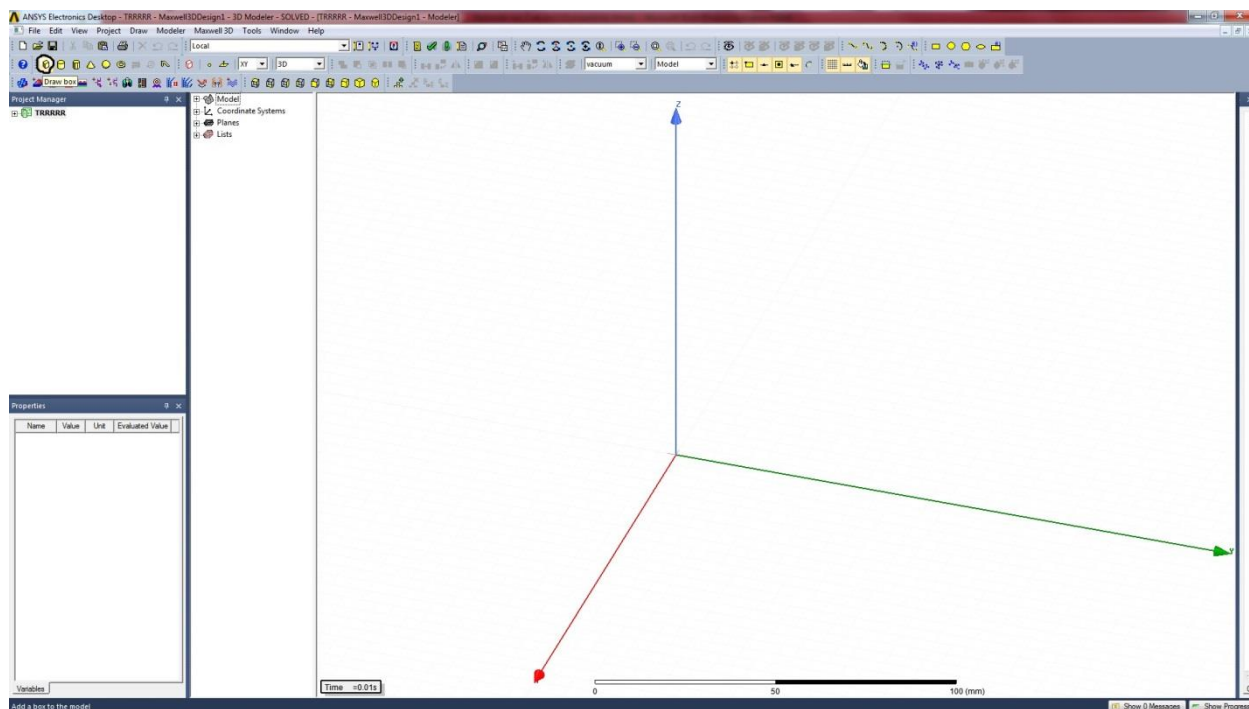 ANSYS Electronics Desktop - TRRRRR - Maxwell3DDesign1 - 3D Modeler - SOLVED - [TRRRRR - Maxwell3DDesign1 - Modeler]
File Edit View Project Draw Modeler Maxwell 3D Tools Window Help
Local
XY 3D vacuum Model
Draw box
Project Manager
TRRRRR
Model
Coordinate Systems
Planes
Lists
Z
Y
Properties
Name Value Unit Evaluated Value
Variables
Time =0.01s
0 50 100 (mm)
Add a box to the model
Show 0 Messages Show Progress